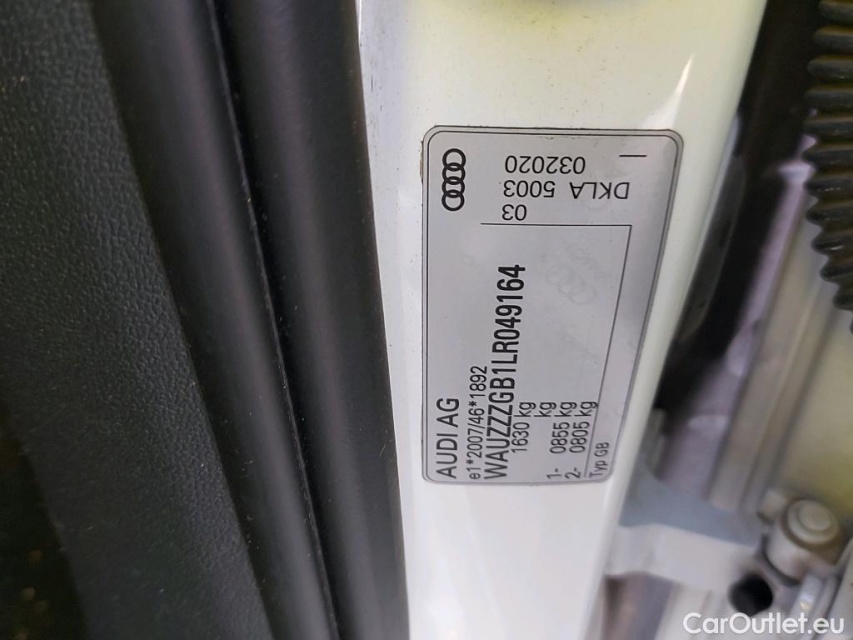 AUDI AG
e1*2007/46*1892
WAUZZZGB1LR049164
1630 kg
kg
1- 0855 kg
2- 0805 kg
Typ GB
03
DKLA 5003
032020
CarOutlet.eu